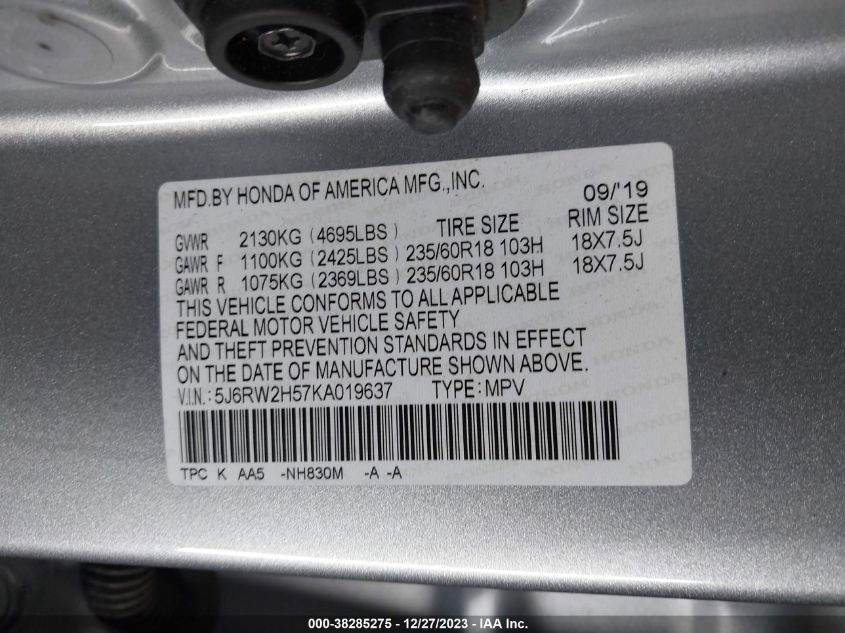 MFD.BY HONDA OF AMERICA MFG.,INC. 09/'19
GVWR 2130KG (4695LBS) TIRE SIZE RIM SIZE
GAWR F 1100KG (2425LBS) 235/60R18 103H 18X7.5J
GAWR R 1075KG (2369LBS) 235/60R18 103H 18X7.5J
THIS VEHICLE CONFORMS TO ALL APPLICABLE
FEDERAL MOTOR VEHICLE SAFETY
AND THEFT PREVENTION STANDARDS IN EFFECT
ON THE DATE OF MANUFACTURE SHOWN ABOVE.
V.I.N.: 5J6RW2H57KA019637 TYPE: MPV
TPC K AA5 -NH830M -A -A
000-38285275 - 12/27/2023 - IAA Inc.